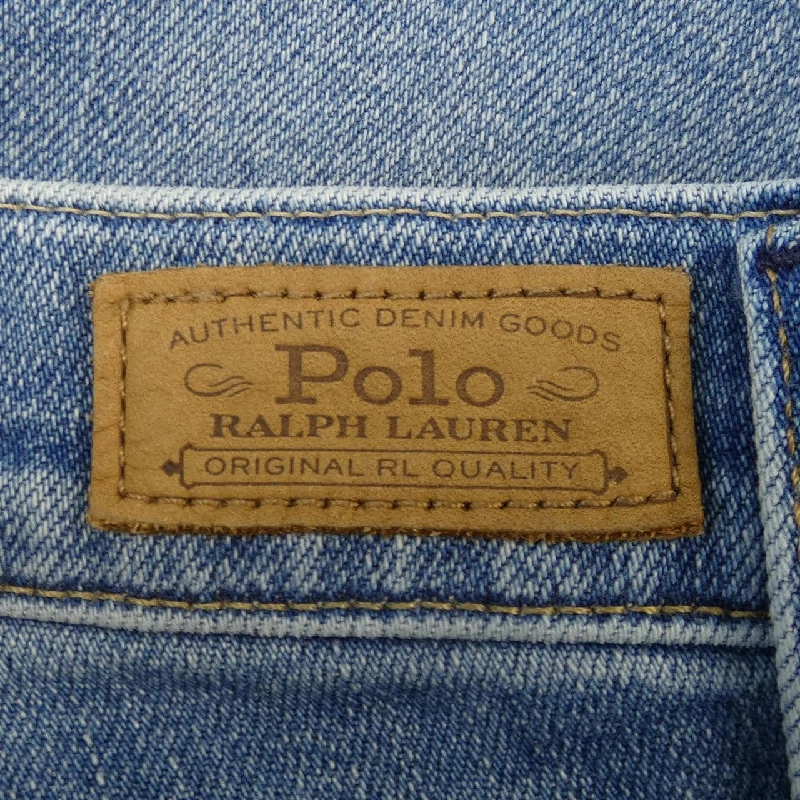 AUTHENTIC DENIM GOODS
Polo
RALPH LAUREN
ORIGINAL RL QUALITY